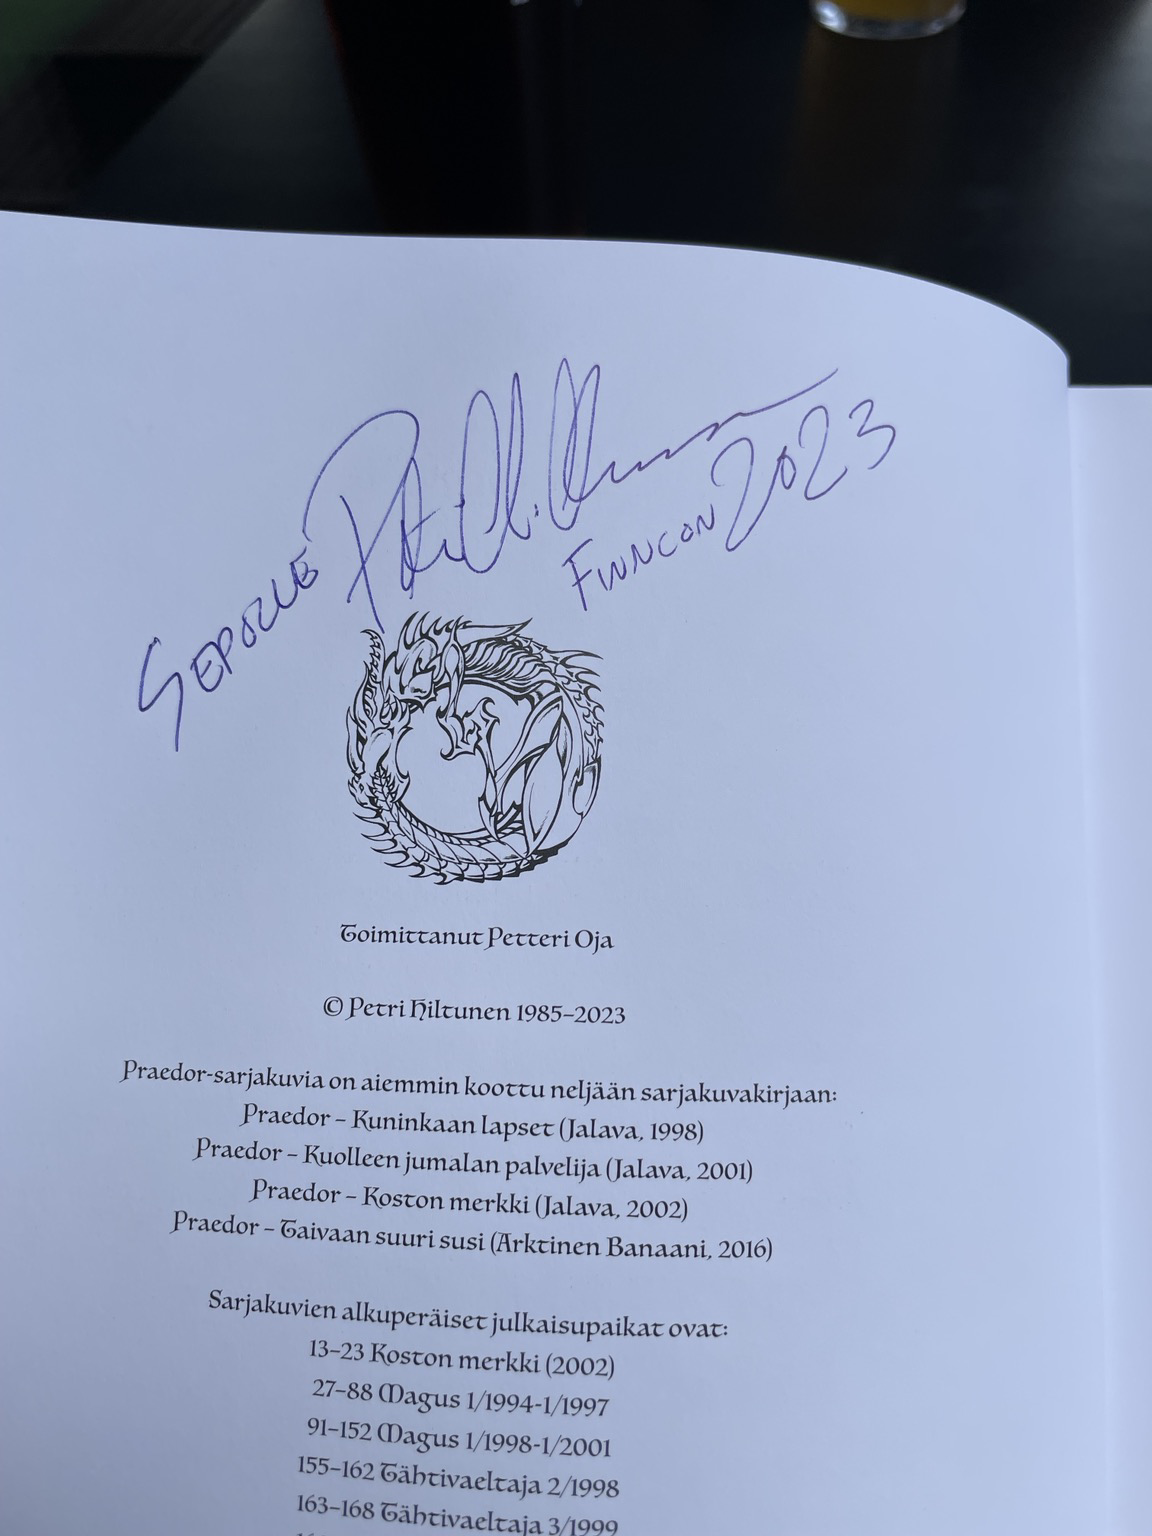 SEPOLLE
Petri Hiltunen
FINNCON 2023
Toimittanut Petteri Oja
© Petri Hiltunen 1985–2023
Praedor-sarjakuvia on aiemmin koottu neljään sarjakuvakirjaan:
Praedor – Kuninkaan lapset (Jalava, 1998)
Praedor – Kuolleen jumalan palvelija (Jalava, 2001)
Praedor – Koston merkki (Jalava, 2002)
Praedor – Taivaan suuri susi (Arktinen Banaani, 2016)
Sarjakuvien alkuperäiset julkaisupaikat ovat:
13–23 Koston merkki (2002)
27–88 Magus 1/1994-1/1997
91–152 Magus 1/1998-1/2001
155–162 Tähtivaeltaja 2/1998
163–168 Tähtivaeltaja 3/1999